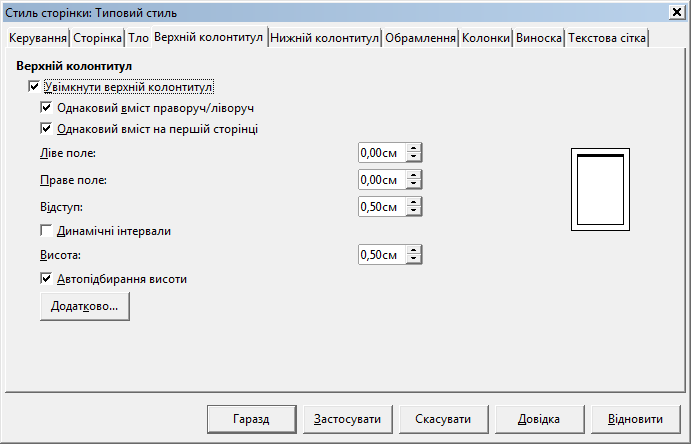 Стиль сторінки: Типовий стиль
Керування Сторінка Тло Верхній колонтитул Нижній колонтитул Обрамлення Колонки Виноска Текстова сітка
Верхній колонтитул
Увімкнути верхній колонтитул
Однаковий вміст праворуч/ліворуч
Однаковий вміст на першій сторінці
Ліве поле: 0,00см
Праве поле: 0,00см
Відступ: 0,50см
Динамічні інтервали
Висота: 0,50см
Автопідбирання висоти
Додатково...
Гаразд Застосувати Скасувати Довідка Відновити